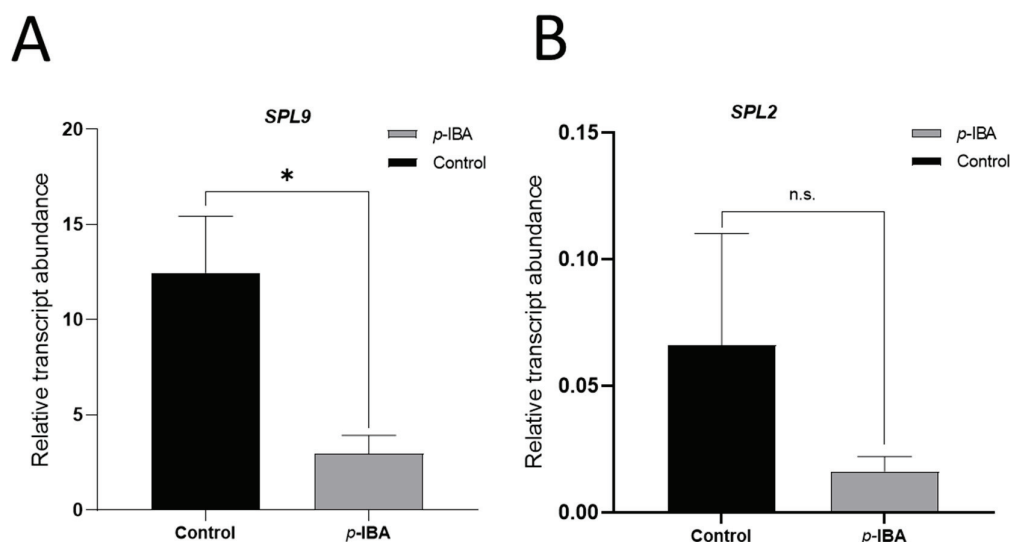 A
SPL9
p-IBA
Control
Relative transcript abundance
20
15
10
5
0
*
Control
p-IBA
B
SPL2
p-IBA
Control
Relative transcript abundance
0.15
0.10
0.05
0.00
n.s.
Control
p-IBA